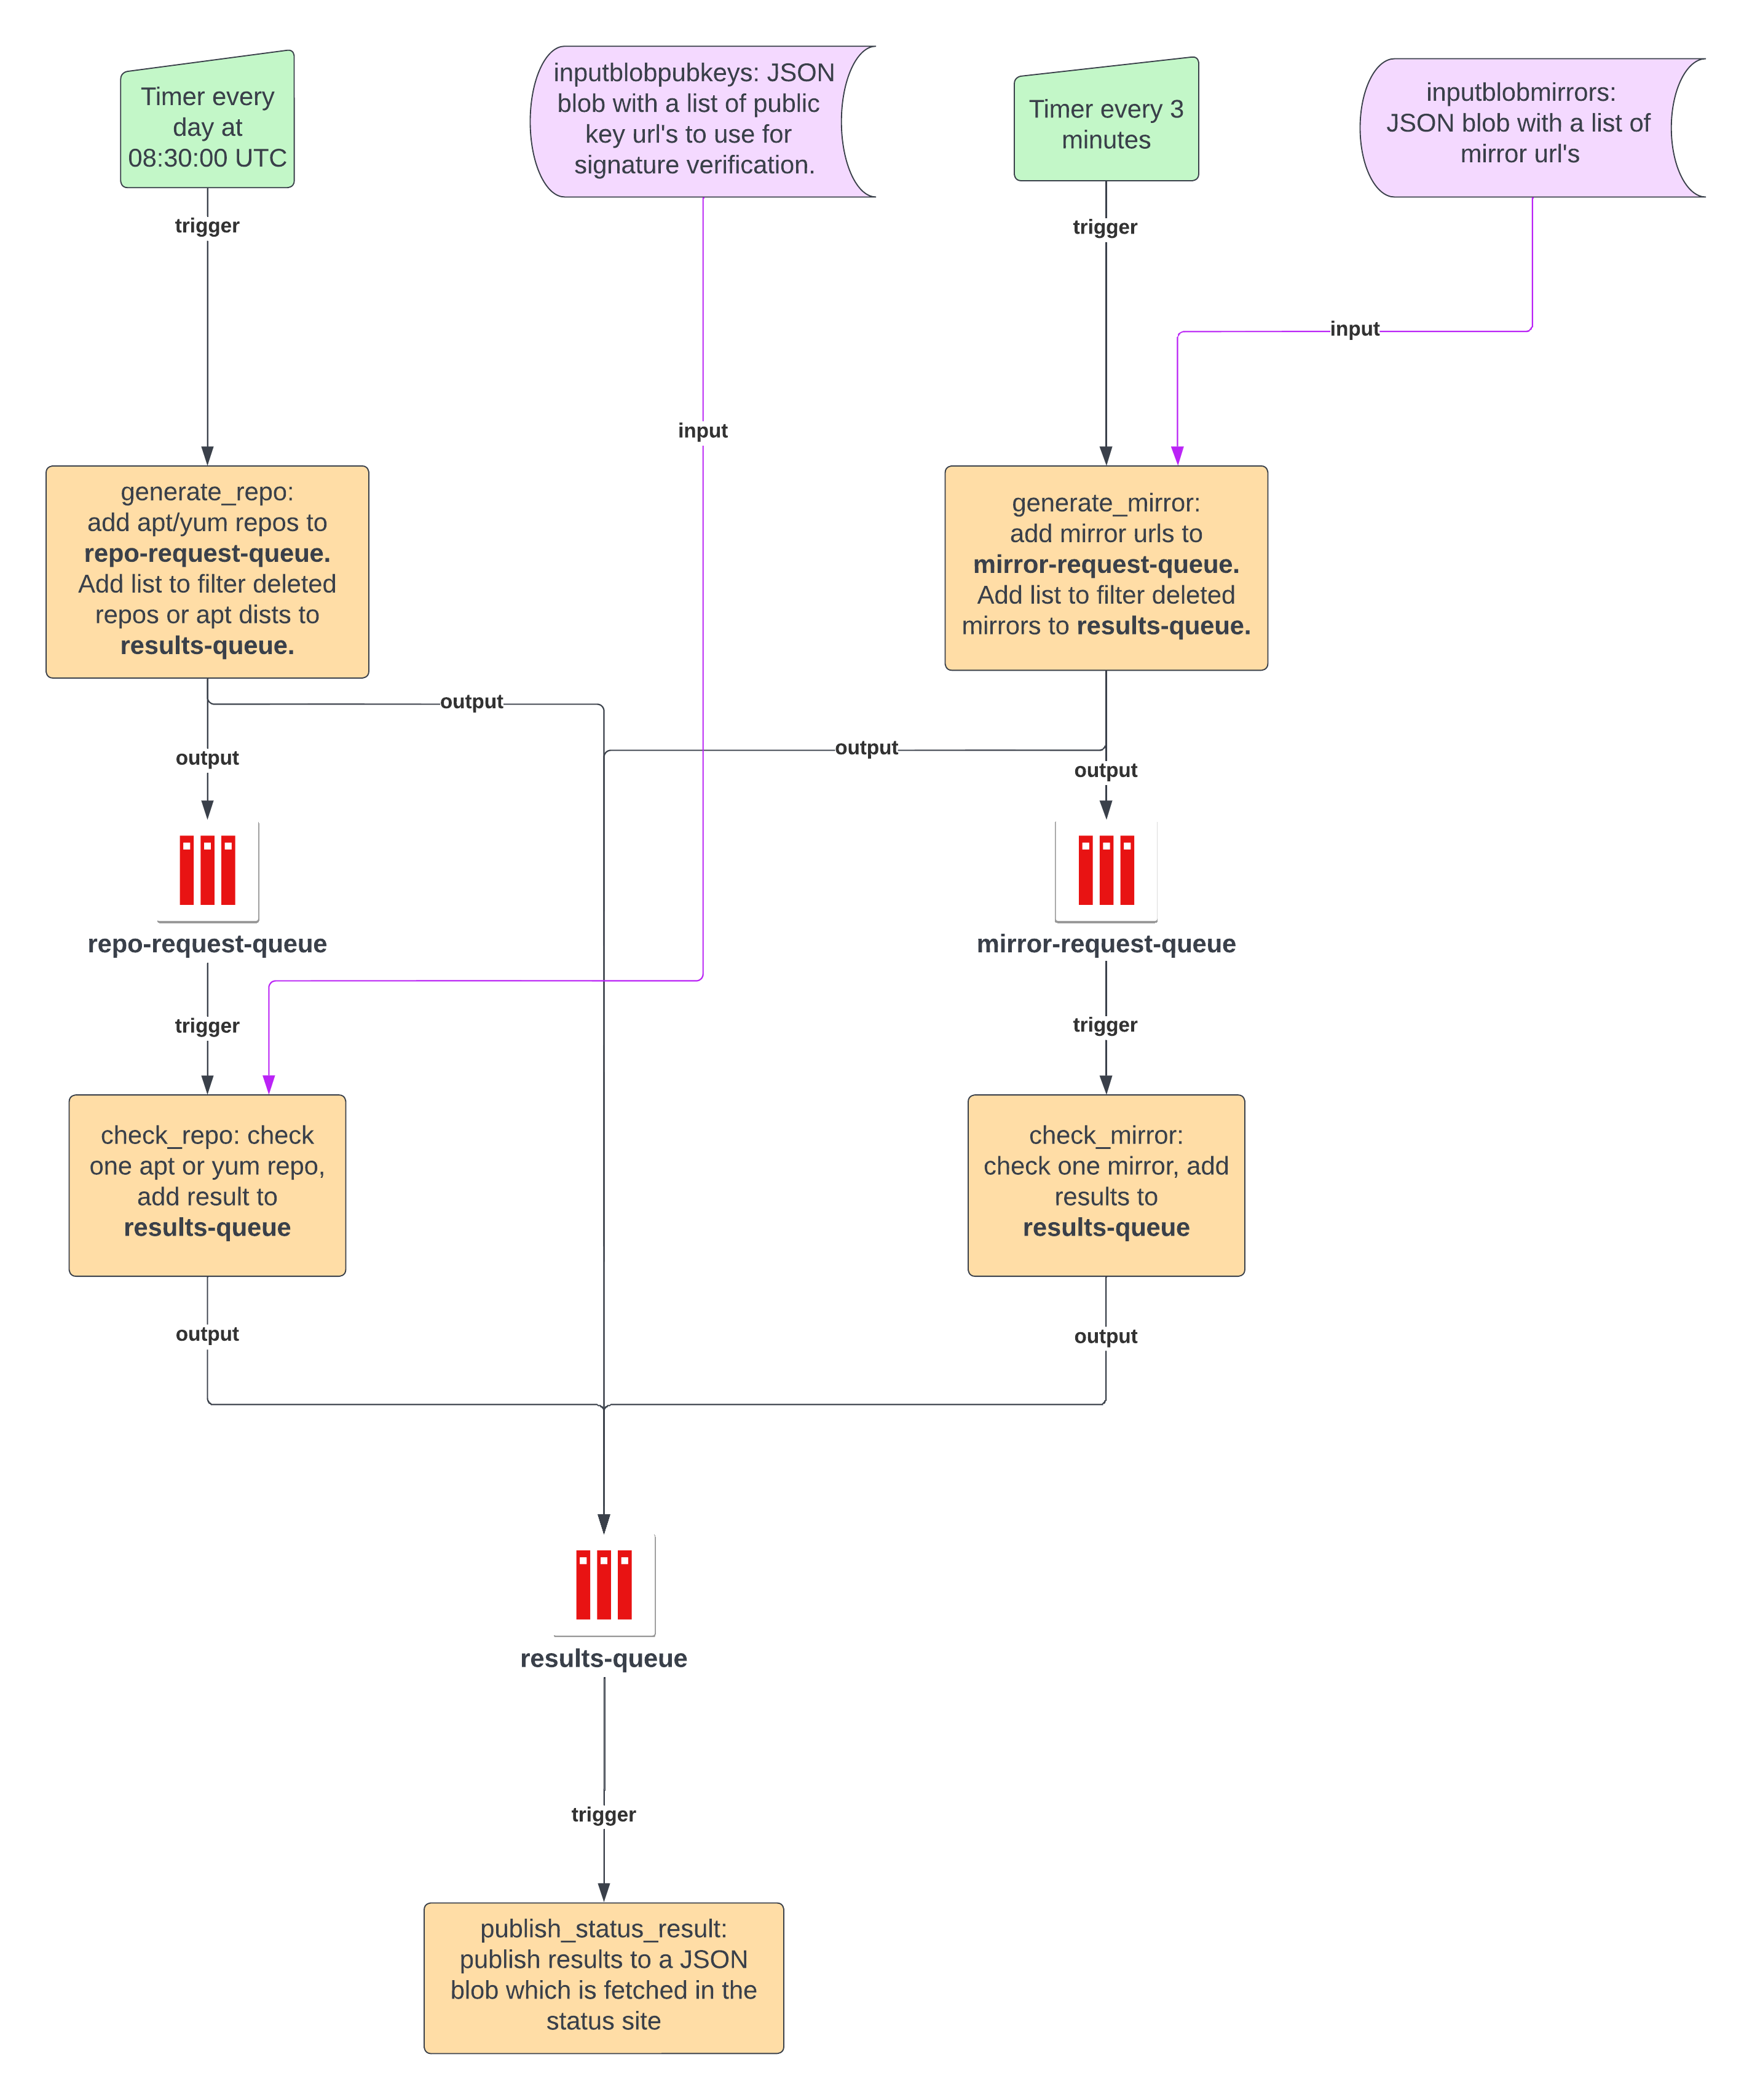 Timer every
day at
08:30:00 UTC
inputblobpubkeys: JSON
blob with a list of public
key url's to use for
signature verification.
Timer every 3
minutes
inputblobmirrors:
JSON blob with a list of
mirror url's
trigger
trigger
input
input
generate_repo:
add apt/yum repos to
repo-request-queue.
Add list to filter deleted
repos or apt dists to
results-queue.
generate_mirror:
add mirror urls to
mirror-request-queue.
Add list to filter deleted
mirrors to results-queue.
output
output
output
output
repo-request-queue
mirror-request-queue
trigger
trigger
check_repo: check
one apt or yum repo,
add result to
results-queue
check_mirror:
check one mirror, add
results to
results-queue
output
output
results-queue
trigger
publish_status_result:
publish results to a JSON
blob which is fetched in the
status site